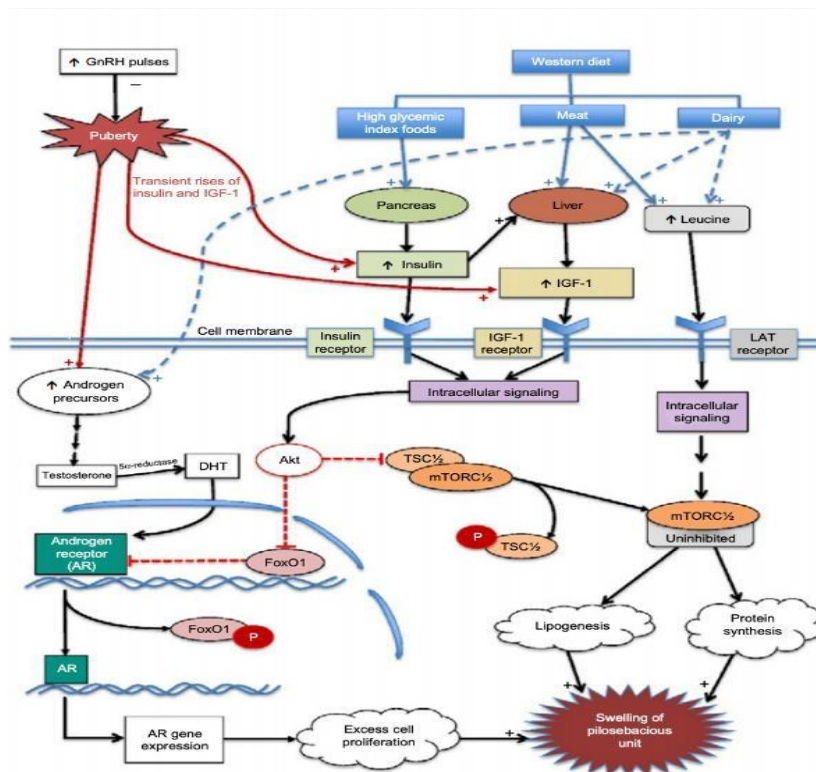 ↑ GnRH pulses
–
Puberty
Western diet
High glycemic
index foods
Meat
Dairy
Transient rises of
insulin and IGF-1
+
+
+
+
+
Pancreas
Liver
↑ Leucine
+
↑ Insulin
+
+
↑ IGF-1
Cell membrane
Insulin
receptor
IGF-1
receptor
LAT
receptor
+
+
↑ Androgen
precursors
Intracellular signaling
Intracellular
signaling
Testosterone
5α-reductase
DHT
Akt
TSC½
mTORC½
mTORC½
Uninhibited
P
TSC½
Androgen
receptor
(AR)
FoxO1
FoxO1
P
Lipogenesis
Protein
synthesis
AR
+
+
AR gene
expression
Excess cell
proliferation
+
Swelling of
pilosebacious
unit